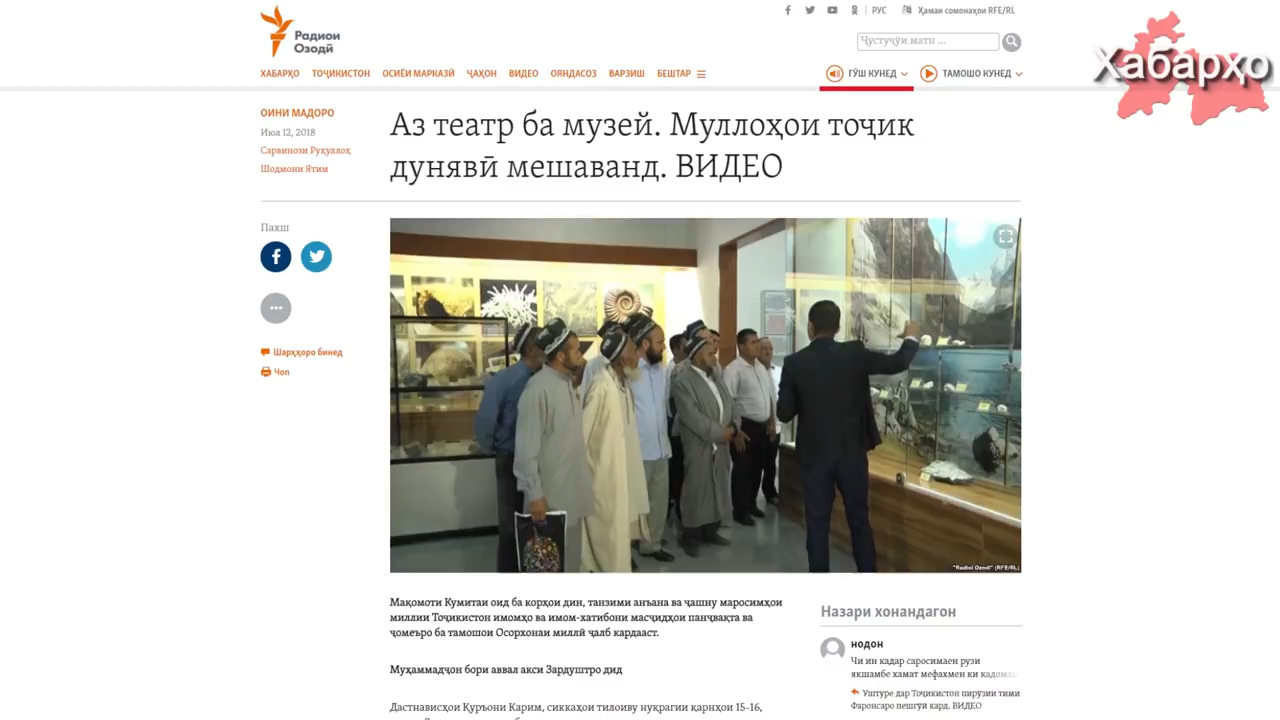 РУС
Ҳамаи сомонаҳои RFE/RL
Радиои
Озодӣ
Ҷустуҷӯи матн ...
Хабарҳо
ХАБАРҲО ТОҶИКИСТОН ОСИЁИ МАРКАЗӢ ҶАҲОН ВИДЕО ОЯНДАСОЗ ВАРЗИШ БЕШТАР
ГӮШ КУНЕД ТАМОШО КУНЕД
ОИНИ МАДОРО
Июл 12, 2018
Сарвинози Руҳуллоҳ
Шодмони Ятим
Аз театр ба музей. Муллоҳои тоҷик
дунявӣ мешаванд. ВИДЕО
Пахш
Шарҳҳоро бинед
Чоп
"Radioi Ozodi" (RFE/RL)
Мақомоти Кумитаи оид ба корҳои дин, танзими анъана ва ҷашну маросимҳои
миллии Тоҷикистон имомҳо ва имом-хатибони масҷидҳои панҷвақта ва
ҷомеъро ба тамошои Осорхонаи миллӣ ҷалб кардааст.
Муҳаммадҷон бори аввал акси Зардуштро дид
Дастнависҳои Қуръони Карим, сиккаҳои тилоиву нуқрагии қарнҳои 15-16,
Назари хонандагон
нодон
Чи ин кадар саросимаен рузи
якшамбе хамат мефахмен ки кадомаш
Уштуре дар Тоҷикистон пирӯзии тими
Фаронсаро пешгӯӣ кард. ВИДЕО